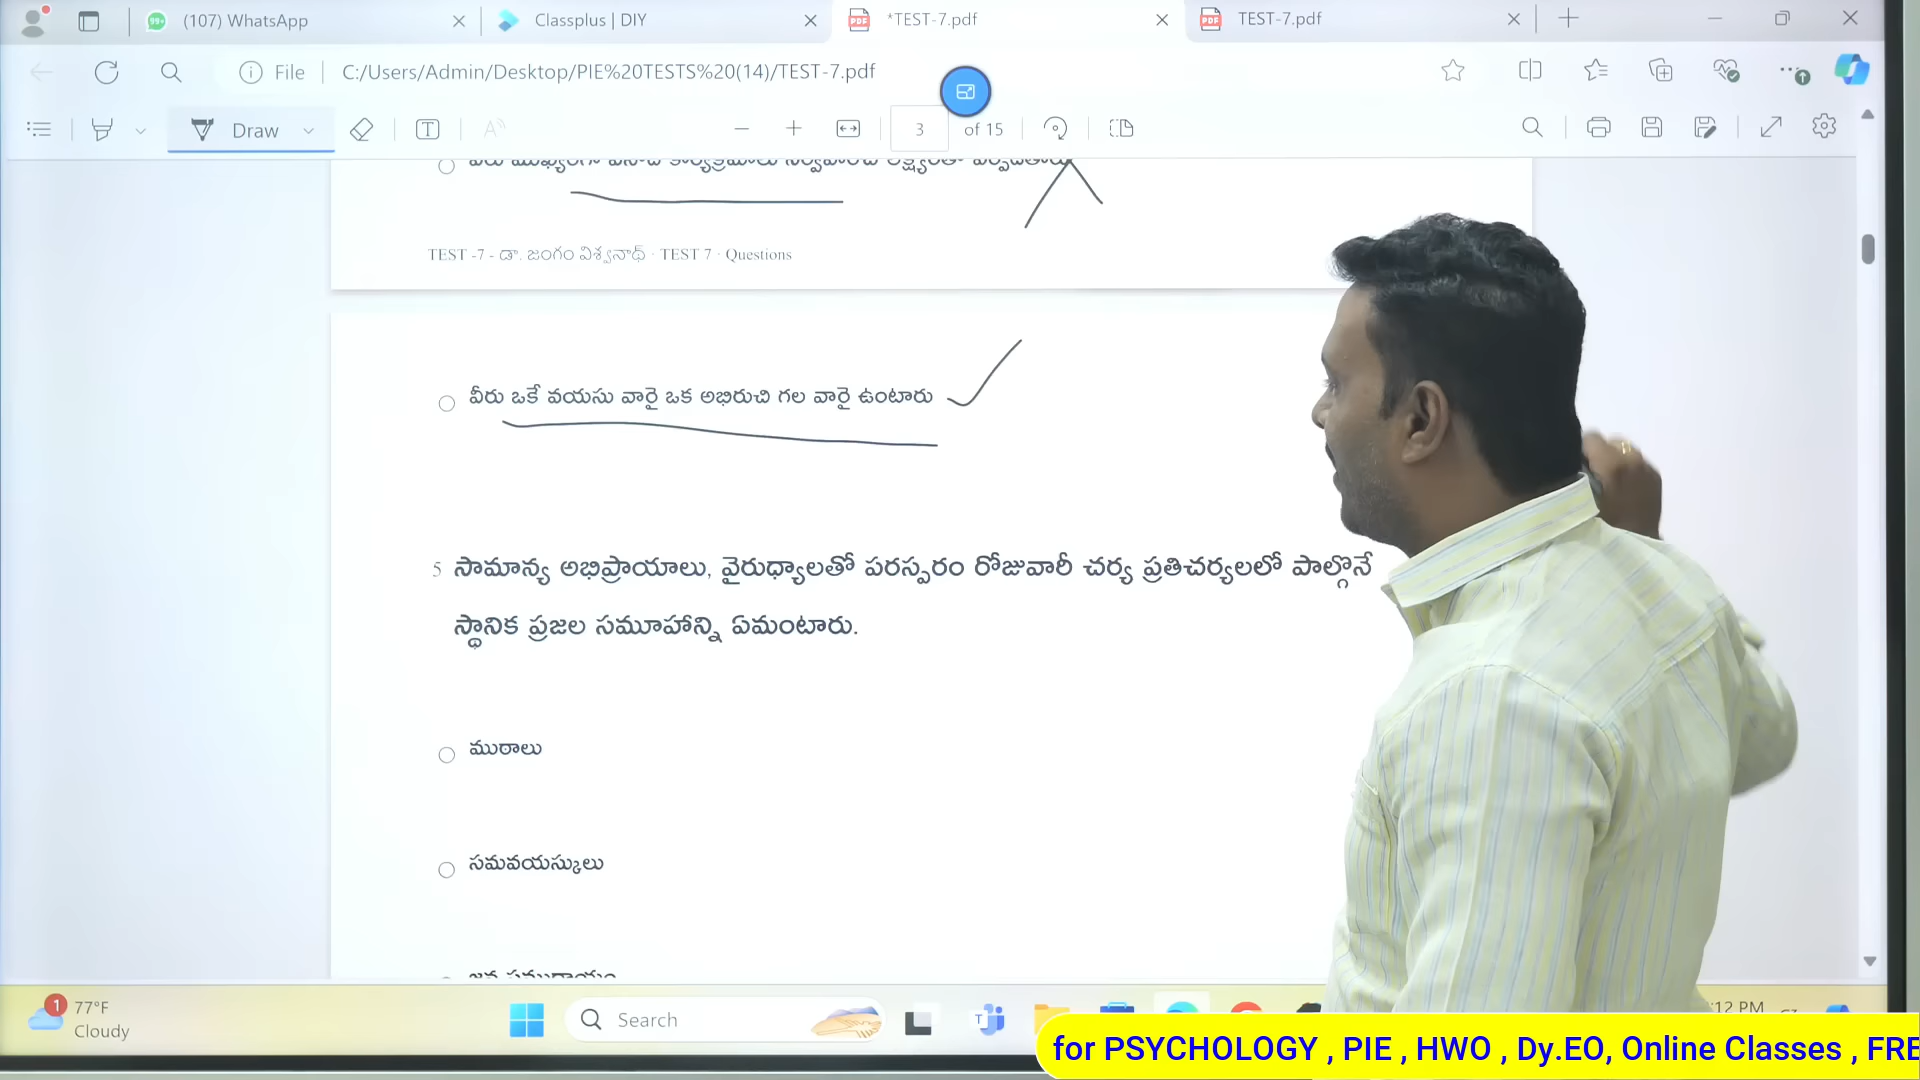 (107) WhatsApp
Classplus | DIY
*TEST-7.pdf
TEST-7.pdf
File
C:/Users/Admin/Desktop/PIE%20TESTS%20(14)/TEST-7.pdf
Draw
3 of 15
TEST -7 - డా. జంగం విశ్వనాథ్ · TEST 7 · Questions
వీరు ఒకే వయసు వారై ఒక అభిరుచి గల వారై ఉంటారు
5 సామాన్య అభిప్రాయాలు, వైరుధ్యాలతో పరస్పరం రోజువారీ చర్య ప్రతిచర్యలలో పాల్గొనే
స్థానిక ప్రజల సమూహాన్ని ఏమంటారు.
ముఠాలు
సమవయస్కులు
1
77°F
Cloudy
Search
:12 PM
for PSYCHOLOGY , PIE , HWO , Dy.EO, Online Classes , FRE